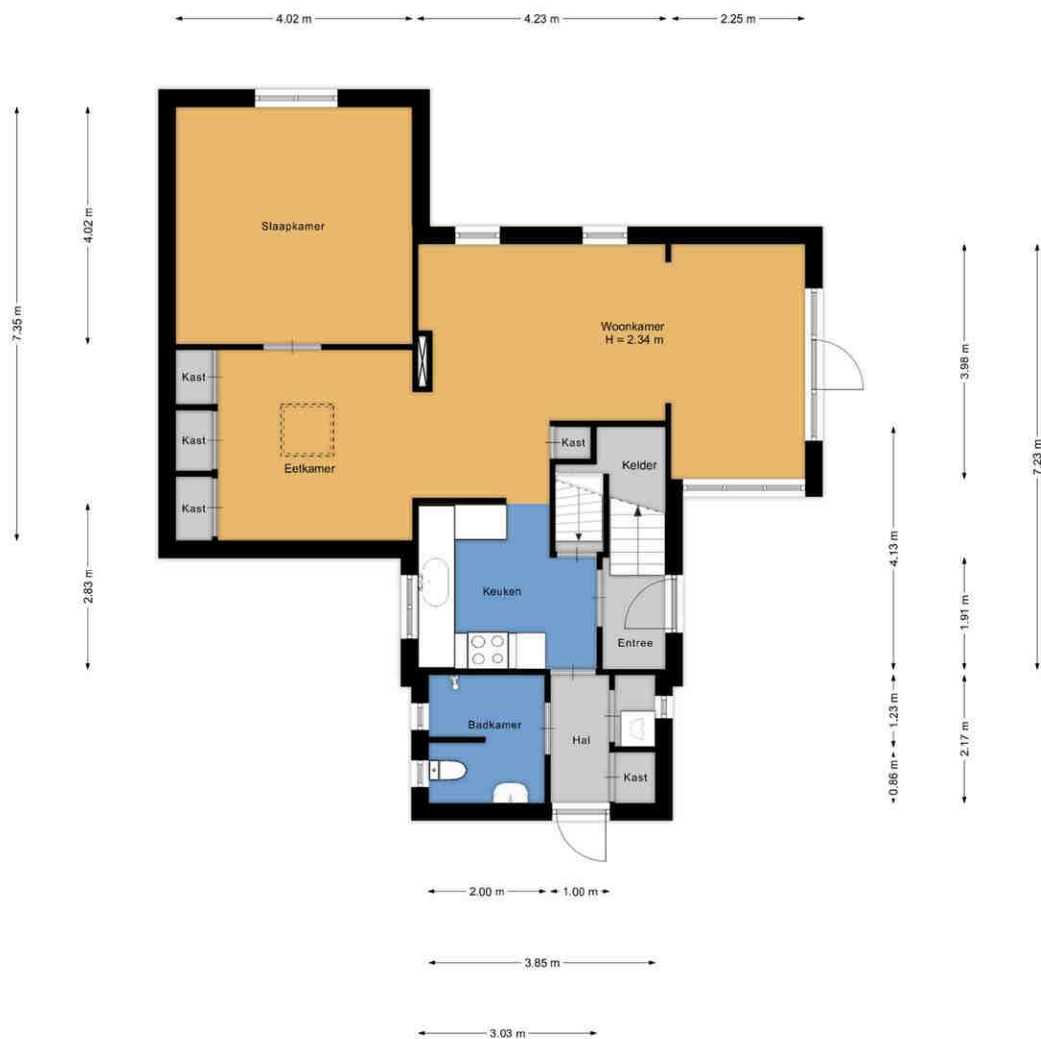 4.02 m
4.23 m
2.25 m
7.35 m
4.02 m
2.83 m
Slaapkamer
Woonkamer
H = 2.34 m
Kast
Kast
Kast
Eetkamer
Kast
Kelder
Keuken
Entree
Badkamer
Hal
Kast
4.13 m
1.23 m
0.86 m
3.98 m
1.91 m
2.17 m
7.23 m
2.00 m
1.00 m
3.85 m
3.03 m